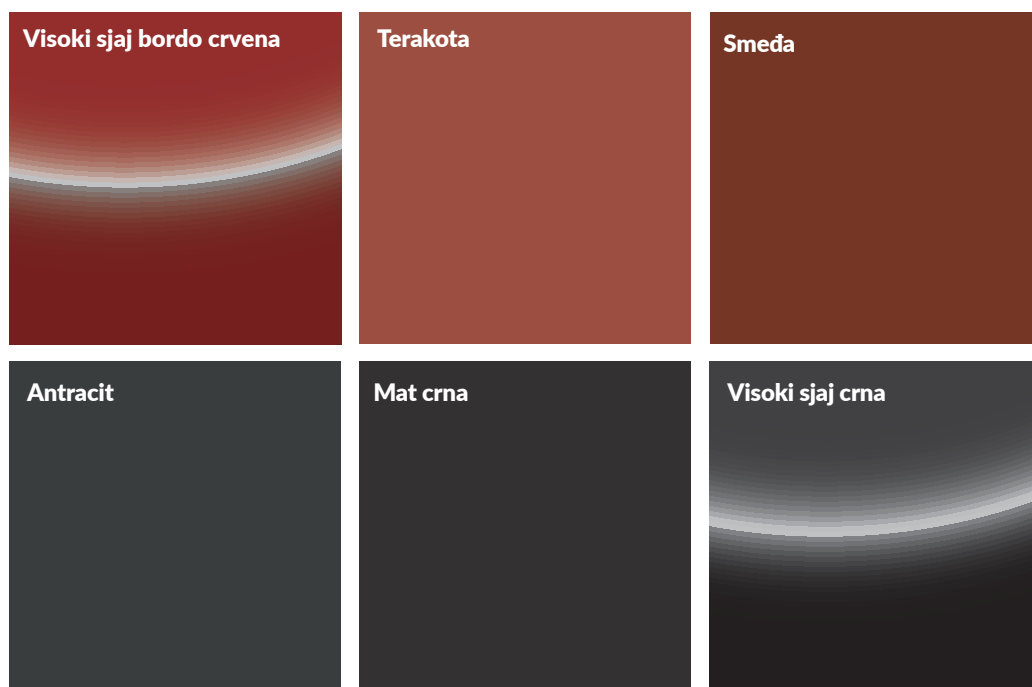 Visoki sjaj bordo crvena
Terakota
Smeđa
Antracit
Mat crna
Visoki sjaj crna